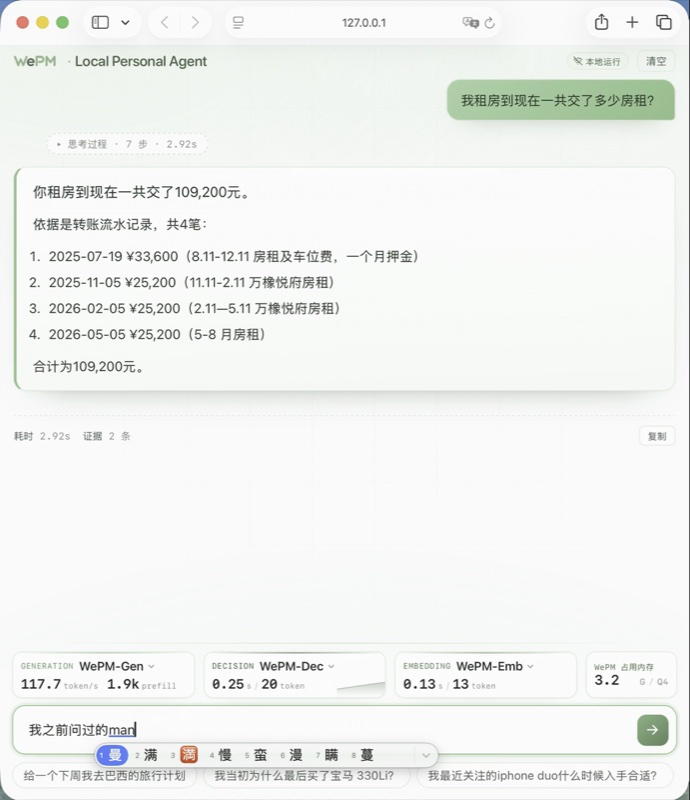 127.0.0.1
WePM · Local Personal Agent
本地运行
清空
我租房到现在一共交了多少房租？
▸ 思考过程 · 7 步 · 2.92s
你租房到现在一共交了109,200元。
依据是转账流水记录，共4笔：
1. 2025-07-19 ¥33,600（8.11-12.11 房租及车位费，一个月押金）
2. 2025-11-05 ¥25,200（11.11-2.11 万橡悦府房租）
3. 2026-02-05 ¥25,200（2.11—5.11 万橡悦府房租）
4. 2026-05-05 ¥25,200（5-8 月房租）
合计为109,200元。
耗时 2.92s 证据 2 条
复制
GENERATION WePM-Gen
117.7 token/s 1.9k prefill
DECISION WePM-Dec
0.25 s / 20 token
EMBEDDING WePM-Emb
0.13 s / 13 token
WePM 占用内存
3.2 G / Q4
我之前问过的man
1 曼 2 满 3 満 4 慢 5 蛮 6 漫 7 瞒 8 蔓
给一个下周我去巴西的旅行计划
我当初为什么最后买了宝马 330Li？
我最近关注的iphone duo什么时候入手合适？